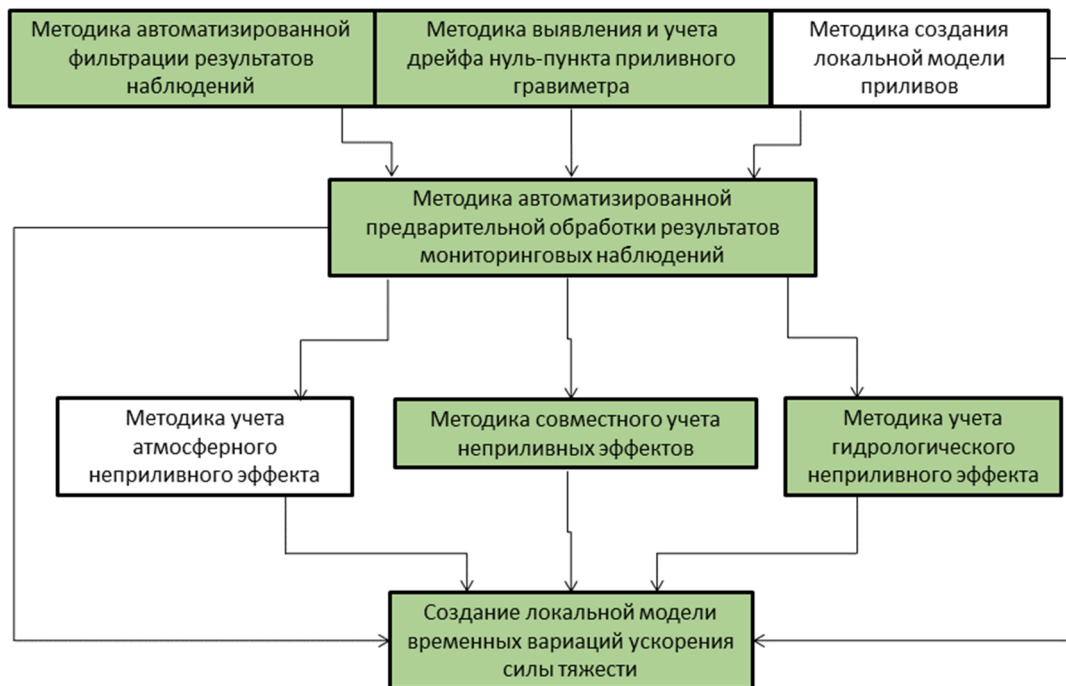 Методика автоматизированной
фильтрации результатов
наблюдений
Методика выявления и учета
дрейфа нуль-пункта приливного
гравиметра
Методика создания
локальной модели
приливов
Методика автоматизированной
предварительной обработки результатов
мониторинговых наблюдений
Методика учета
атмосферного
неприливного эффекта
Методика совместного учета
неприливных эффектов
Методика учета
гидрологического
неприливного эффекта
Создание локальной модели
временных вариаций ускорения
силы тяжести